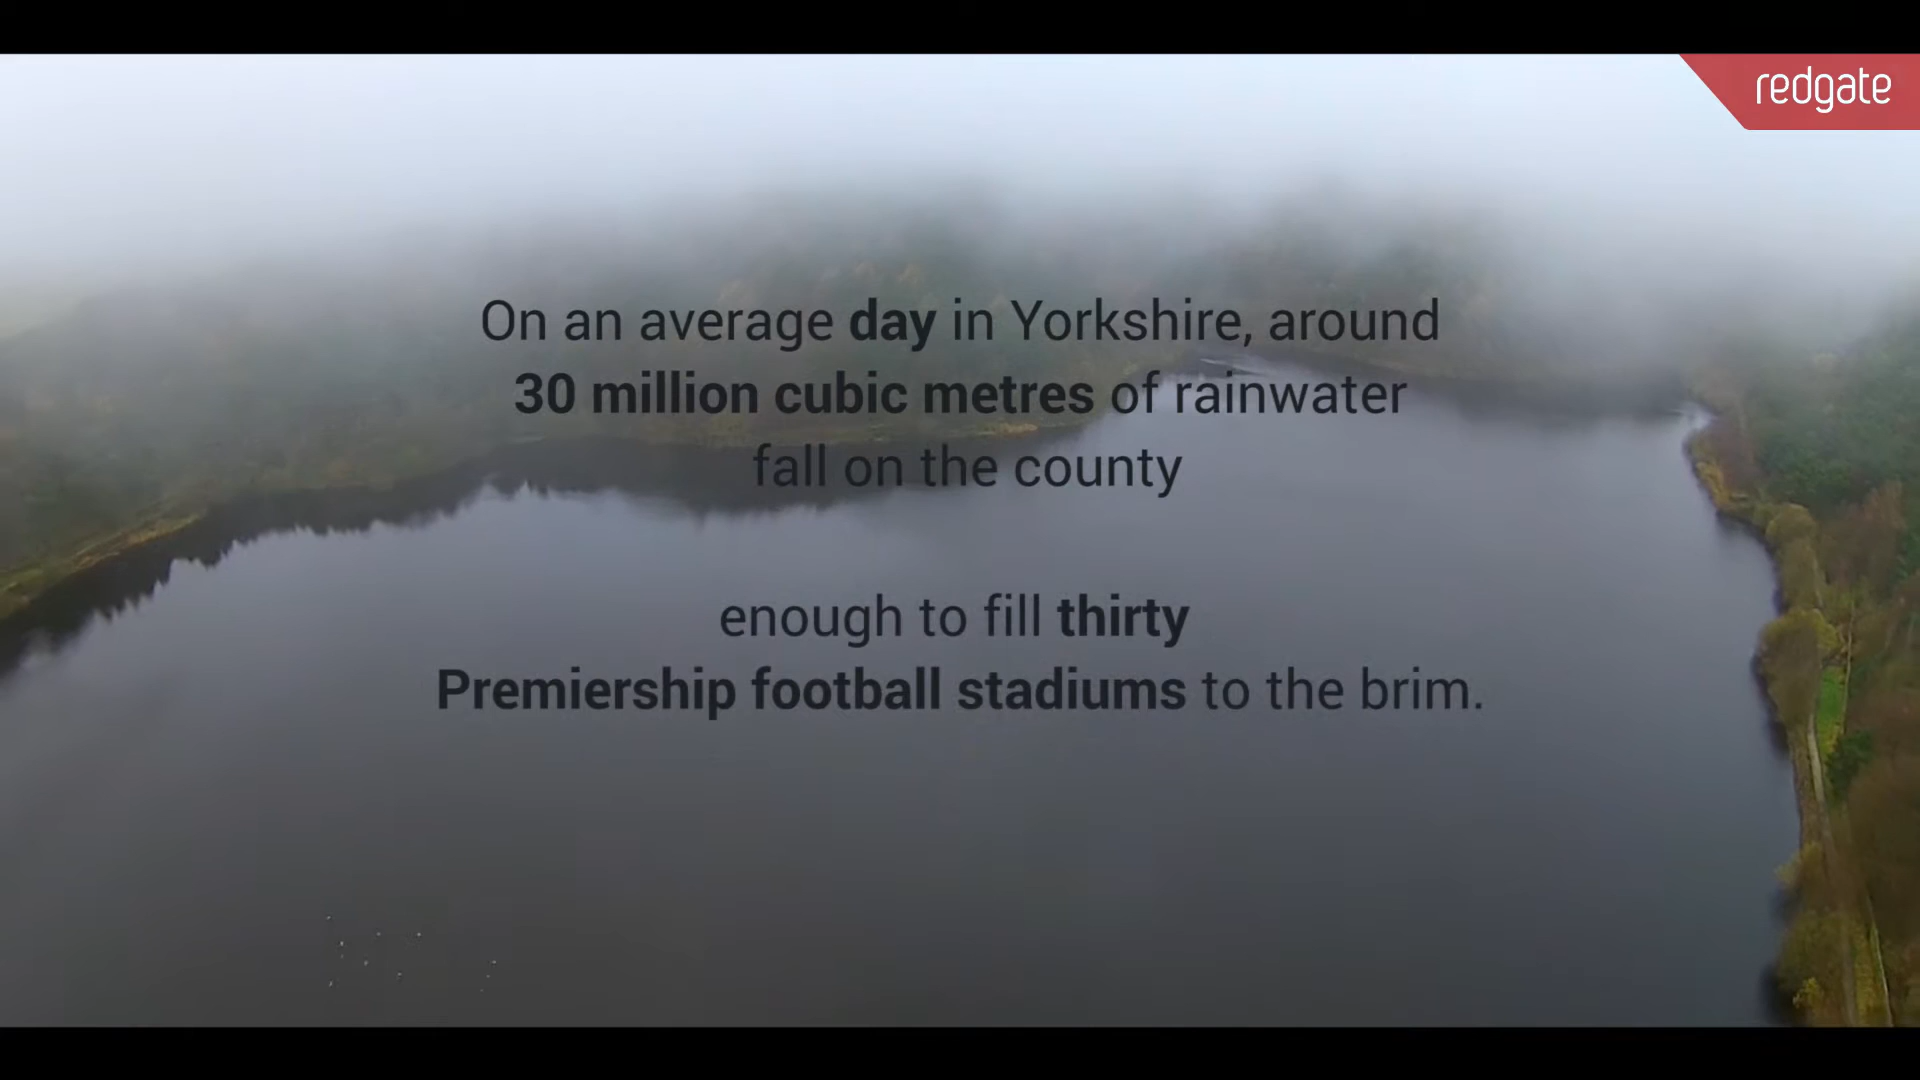 redgate
On an average day in Yorkshire, around
30 million cubic metres of rainwater
fall on the county
enough to fill thirty
Premiership football stadiums to the brim.